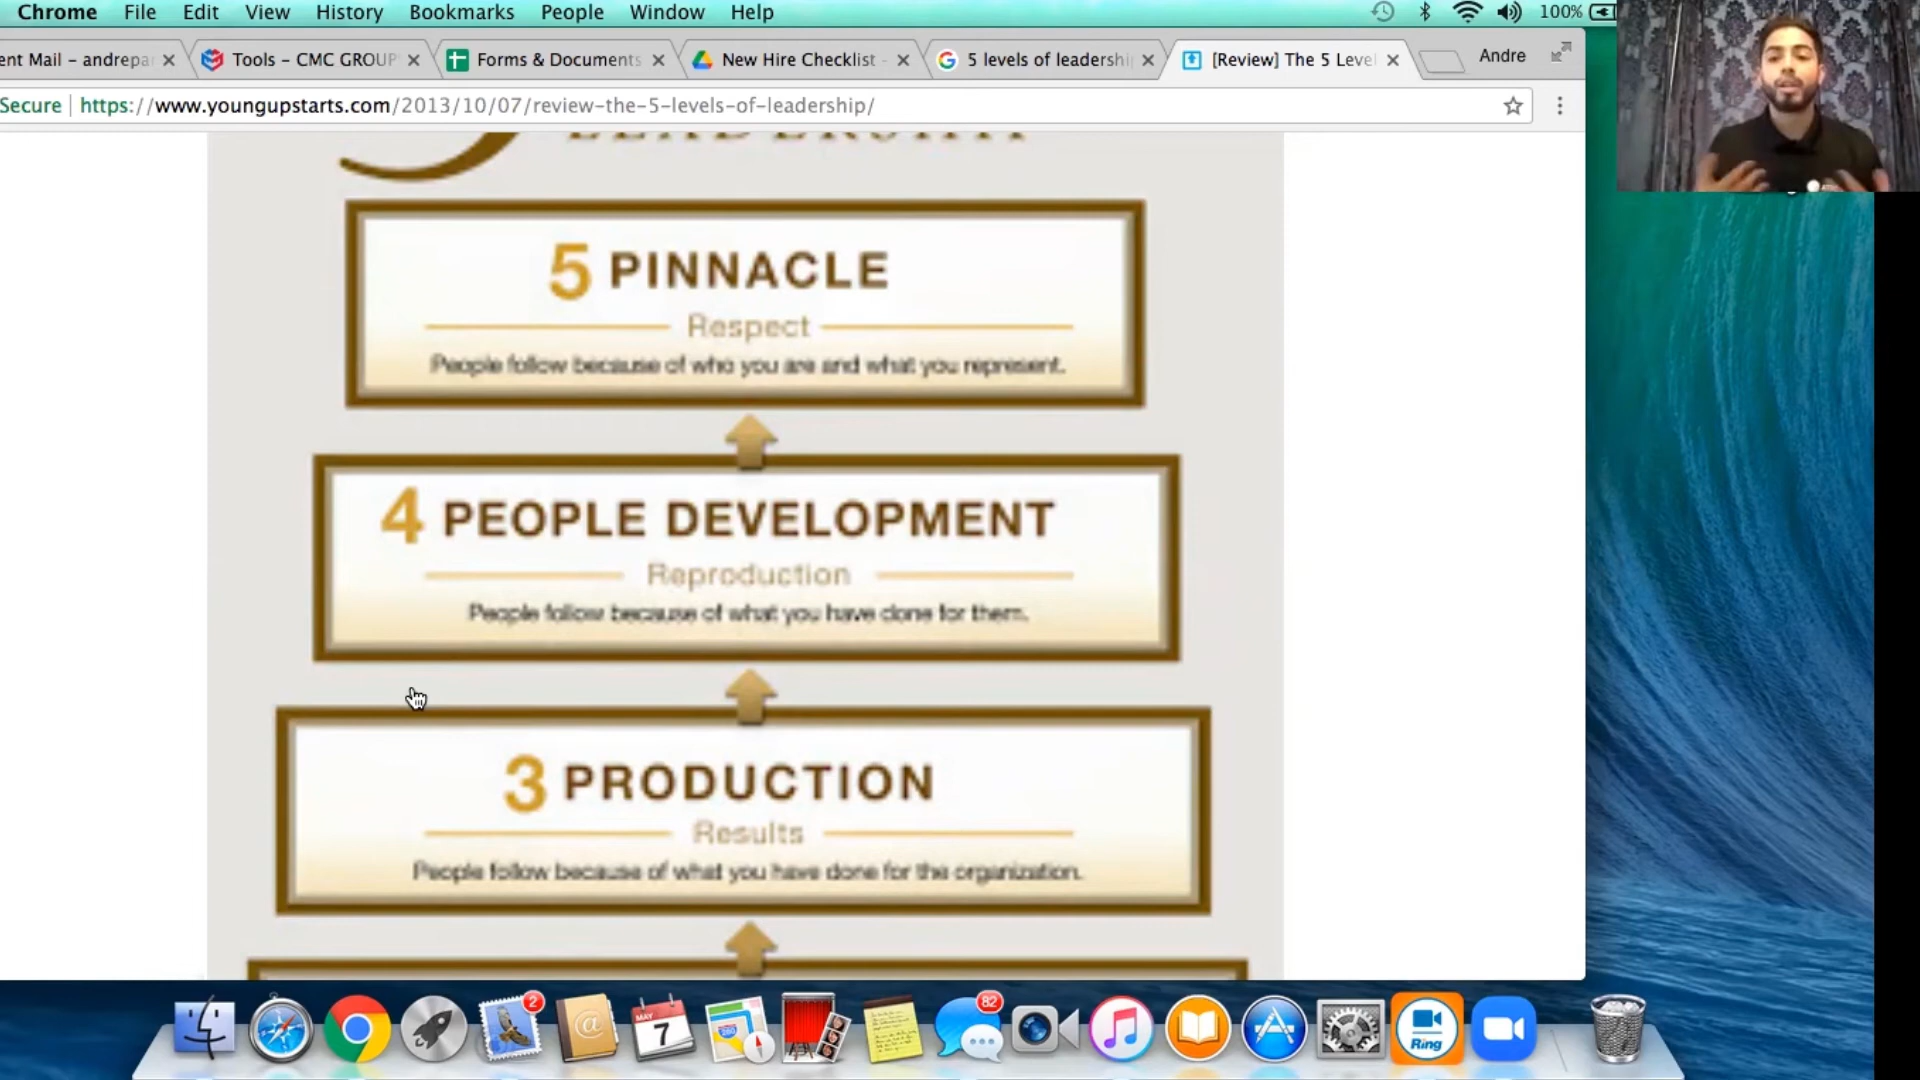 Chrome File Edit View History Bookmarks People Window Help 100%
ent Mail – andrepa Tools – CMC GROUP Forms & Documents New Hire Checklist - 5 levels of leadershi [Review] The 5 Leve Andre
Secure https://www.youngupstarts.com/2013/10/07/review-the-5-levels-of-leadership/
LEADERSHIP
5 PINNACLE
Respect
People follow because of who you are and what you represent.
4 PEOPLE DEVELOPMENT
Reproduction
People follow because of what you have done for them.
3 PRODUCTION
Results
People follow because of what you have done for the organization.
2
@
MAY
7
82
Ring